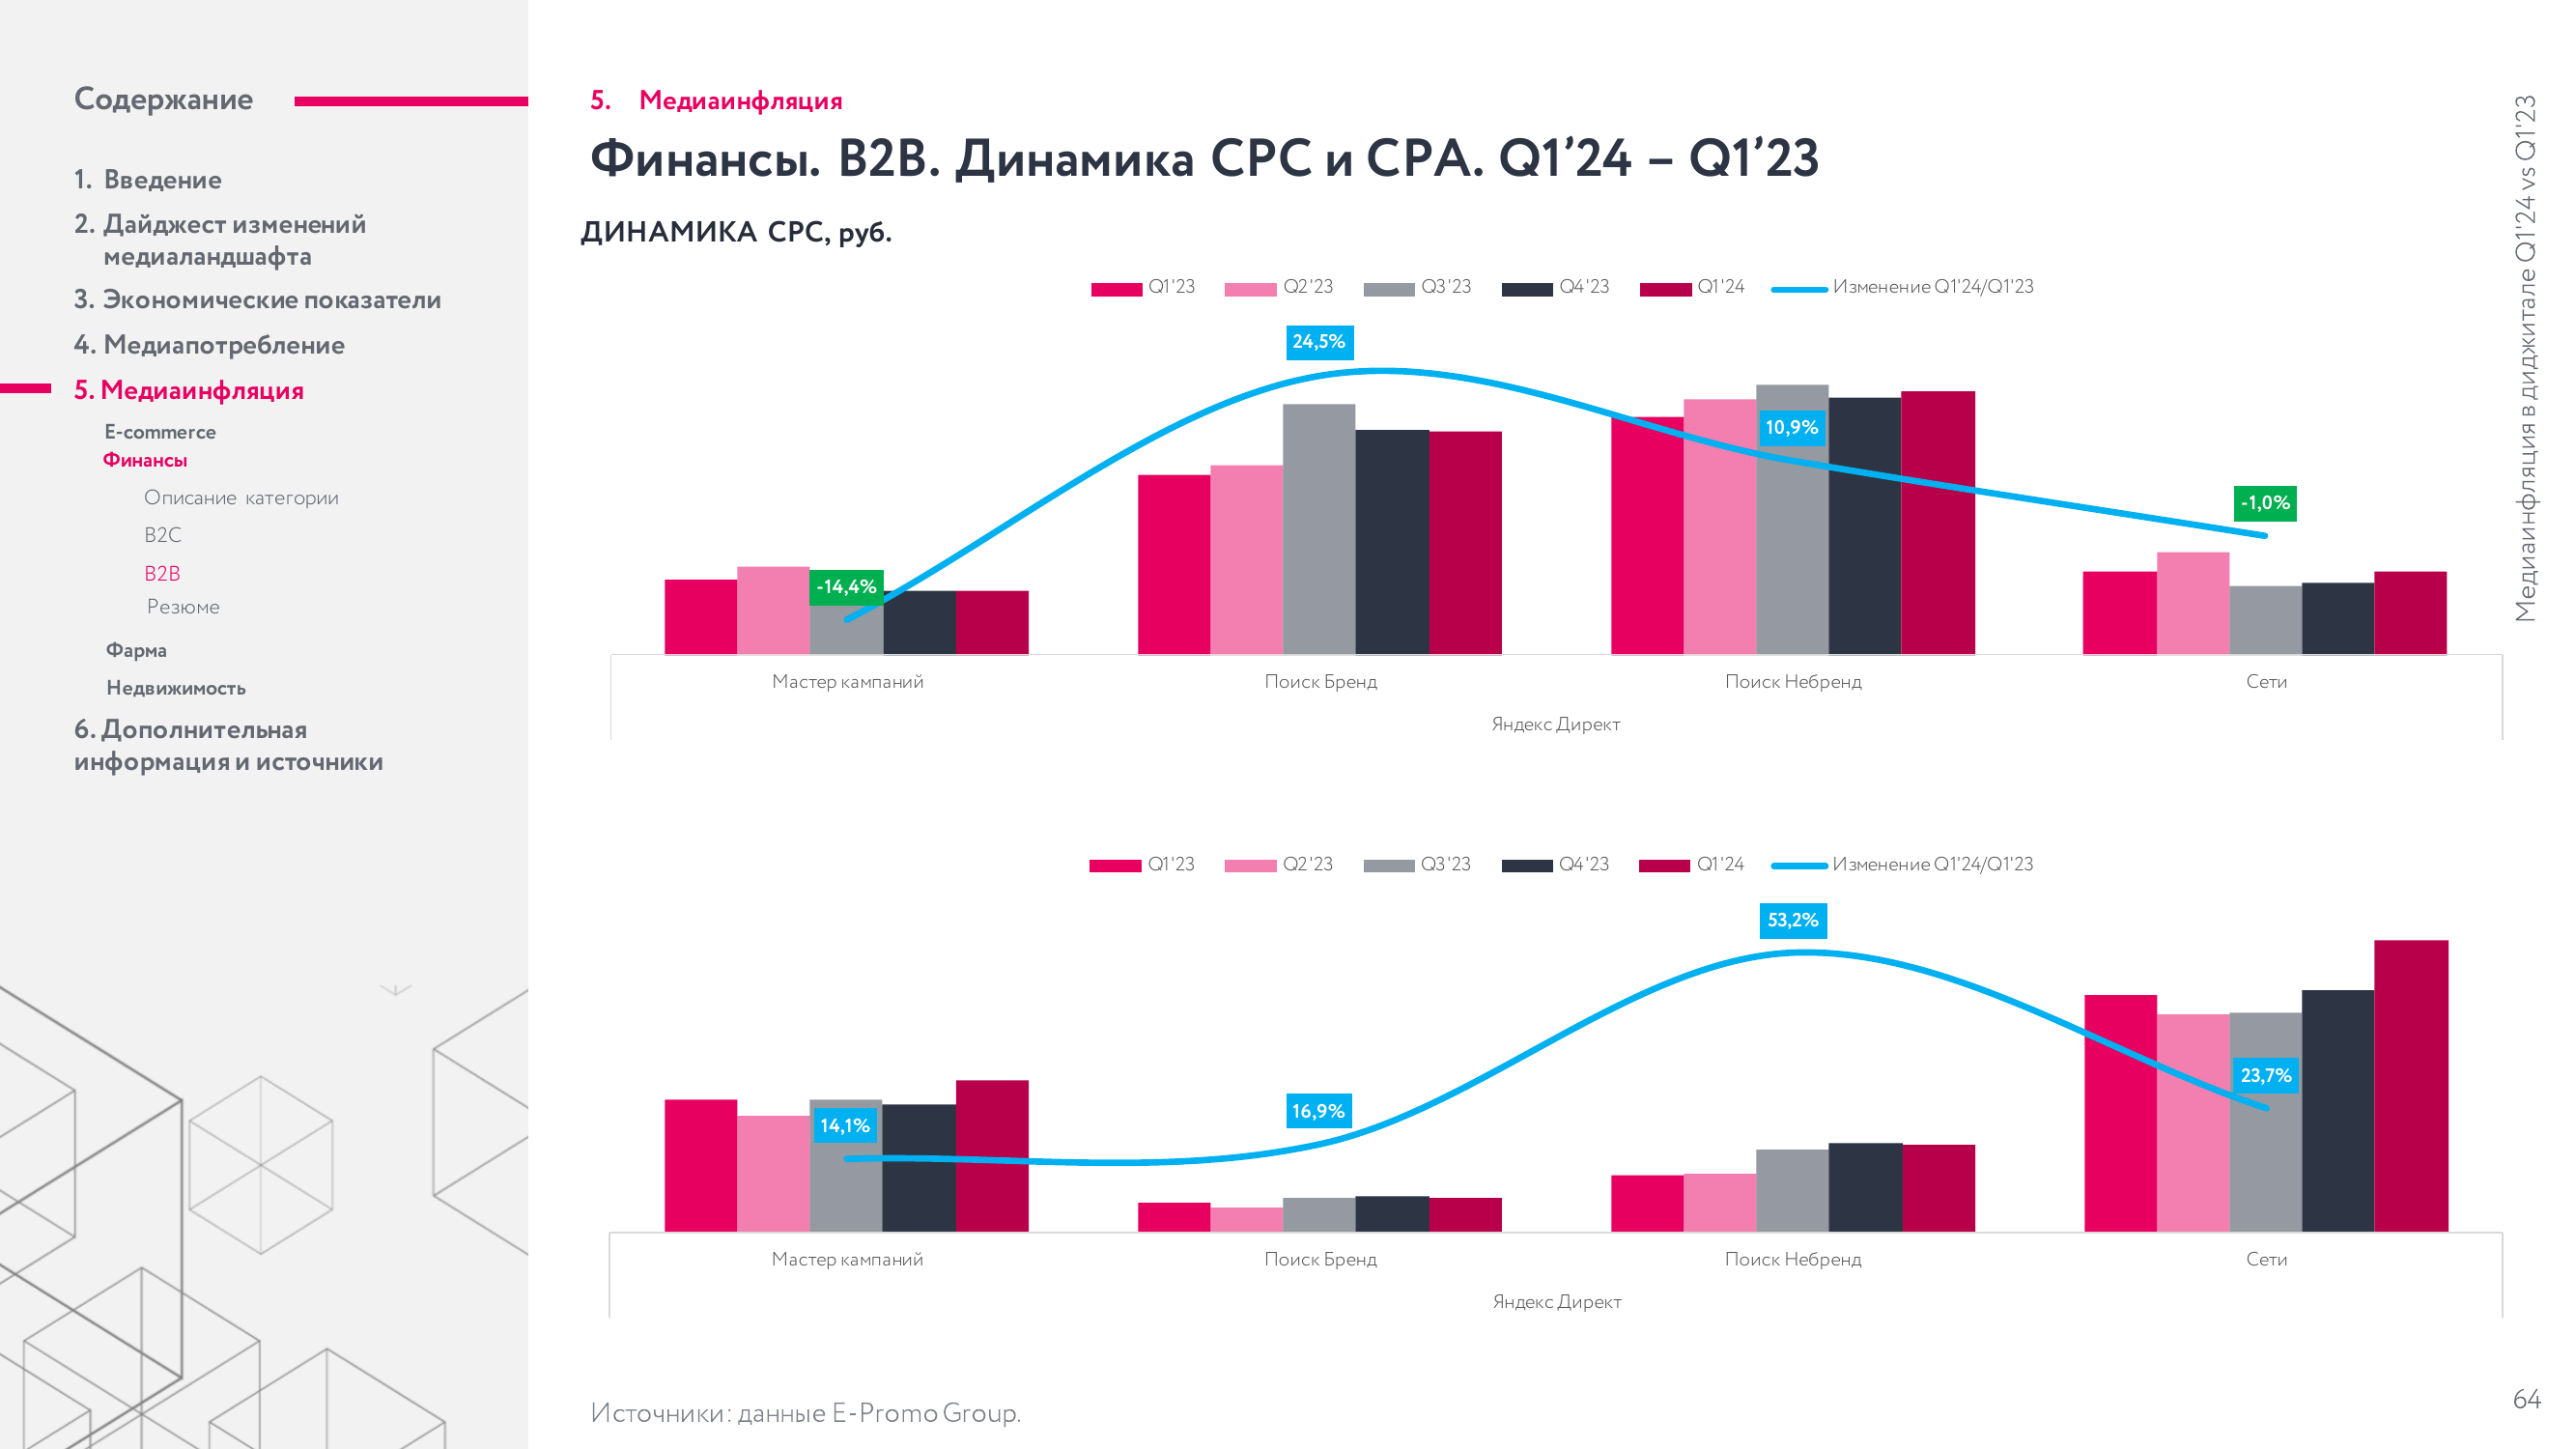 Содержание
1. Введение
2. Дайджест изменений
медиаландшафта
3. Экономические показатели
4. Медиапотребление
5. Медиаинфляция
E-commerce
Финансы
Описание категории
B2C
B2B
Резюме
Фарма
Недвижимость
6. Дополнительная
информация и источники
5. Медиаинфляция
Финансы. B2B. Динамика CPC и CPA. Q1’24 – Q1’23
ДИНАМИКА CPC, руб.
Q1'23 Q2'23 Q3'23 Q4'23 Q1'24 Изменение Q1'24/Q1'23
24,5%
10,9%
-1,0%
-14,4%
Мастер кампаний Поиск Бренд Поиск Небренд Сети
Яндекс Директ
Q1'23 Q2'23 Q3'23 Q4'23 Q1'24 Изменение Q1'24/Q1'23
53,2%
23,7%
16,9%
14,1%
Мастер кампаний Поиск Бренд Поиск Небренд Сети
Яндекс Директ
Источники: данные E-Promo Group.
Медиаинфляция в диджитале Q1'24 vs Q1'23
64